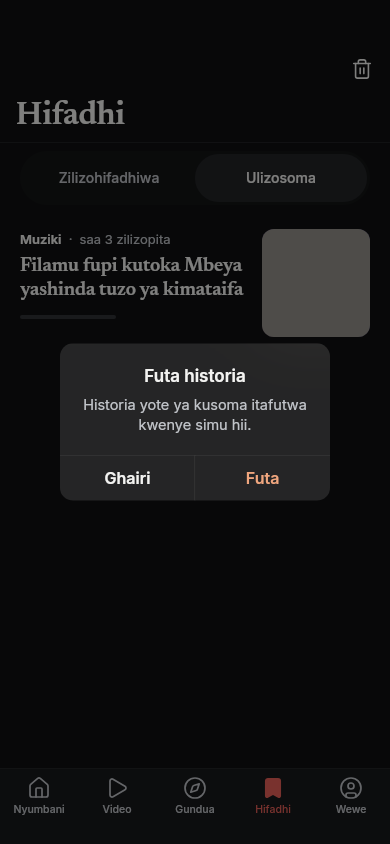 Hifadhi
Zilizohifadhiwa
Ulizosoma
Muziki · saa 3 zilizopita
Filamu fupi kutoka Mbeya
yashinda tuzo ya kimataifa
Futa historia
Historia yote ya kusoma itafutwa
kwenye simu hii.
Ghairi
Futa
Nyumbani
Video
Gundua
Hifadhi
Wewe